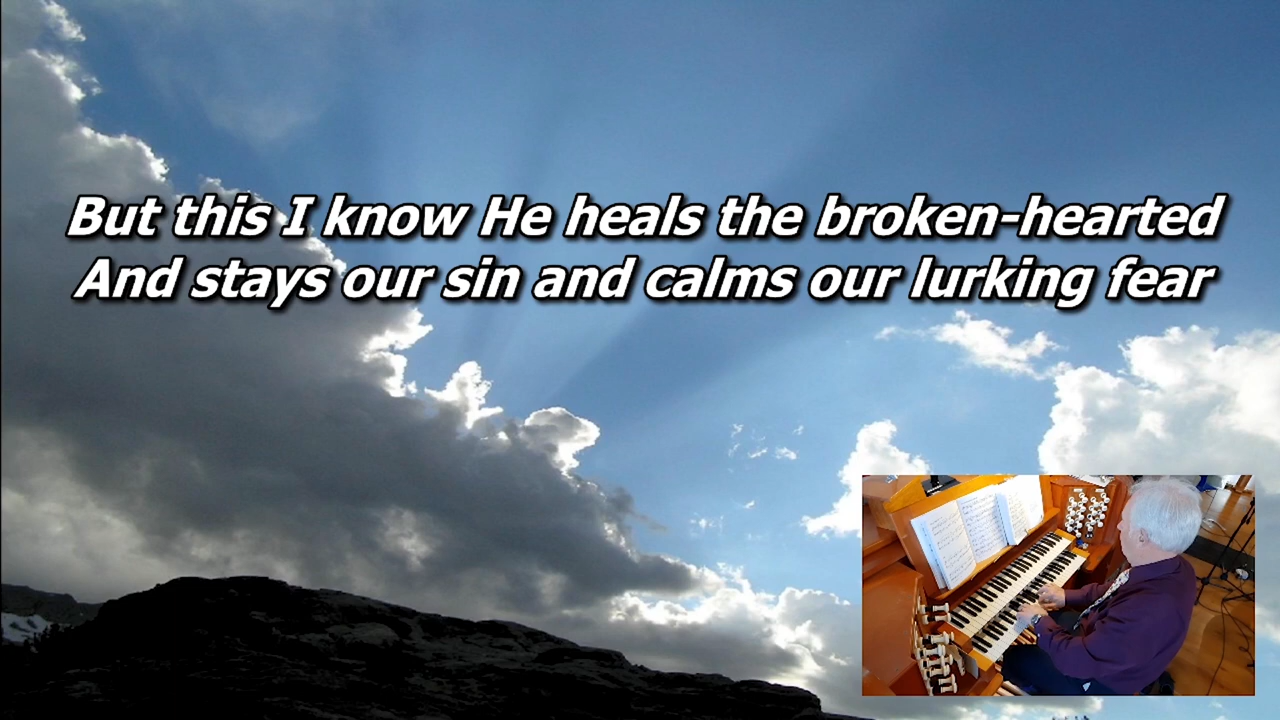 But this I know He heals the broken-hearted
And stays our sin and calms our lurking fear